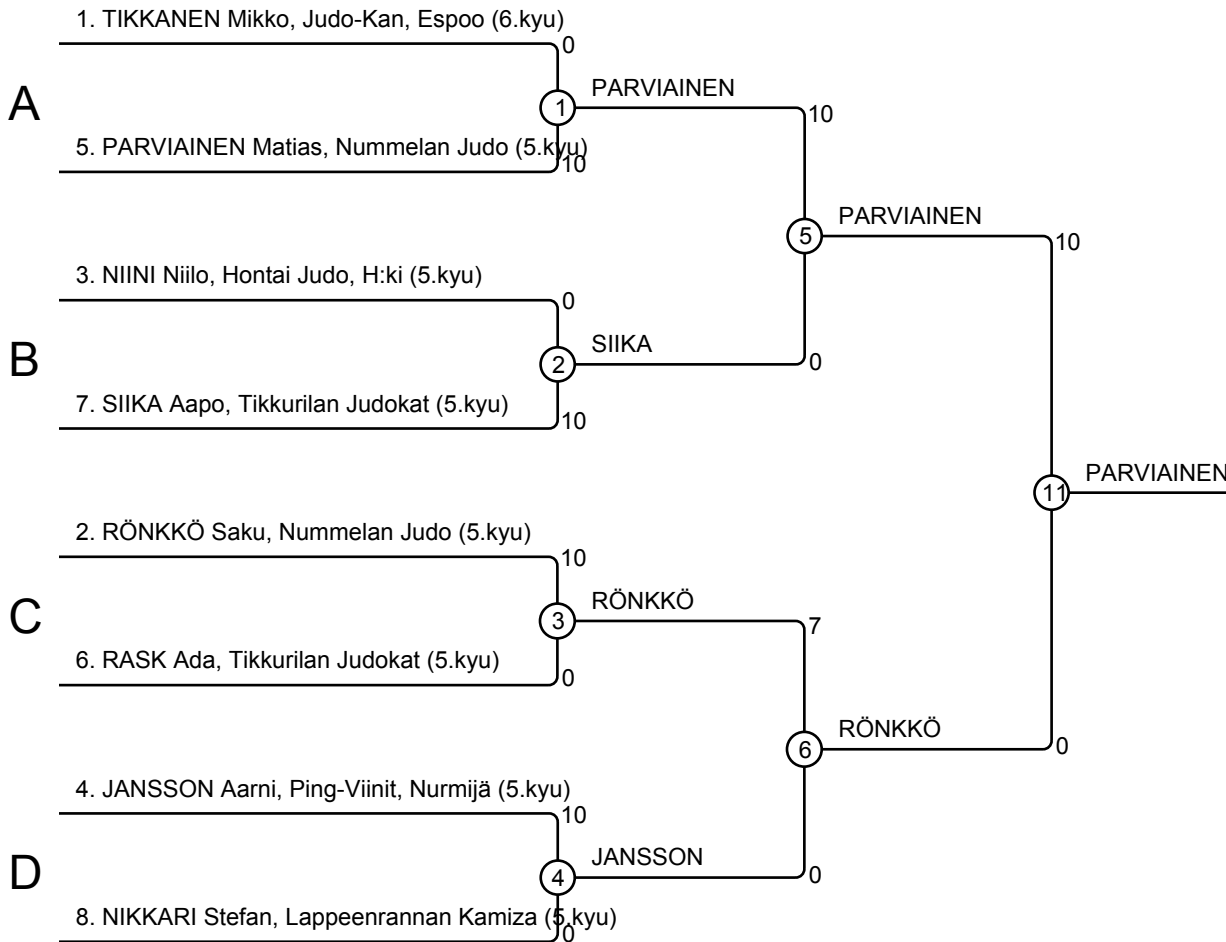 1. TIKKANEN Mikko, Judo-Kan, Espoo (6.kyu)
0
A
1
PARVIAINEN
10
5. PARVIAINEN Matias, Nummelan Judo (5.kyu)
10
5
PARVIAINEN
10
3. NIINI Niilo, Hontai Judo, H:ki (5.kyu)
0
B
2
SIIKA
0
7. SIIKA Aapo, Tikkurilan Judokat (5.kyu)
10
11
PARVIAINEN
2. RÖNKKÖ Saku, Nummelan Judo (5.kyu)
10
C
3
RÖNKKÖ
7
6. RASK Ada, Tikkurilan Judokat (5.kyu)
0
6
RÖNKKÖ
0
4. JANSSON Aarni, Ping-Viinit, Nurmijä (5.kyu)
10
D
4
JANSSON
0
8. NIKKARI Stefan, Lappeenrannan Kamiza (5.kyu)
0